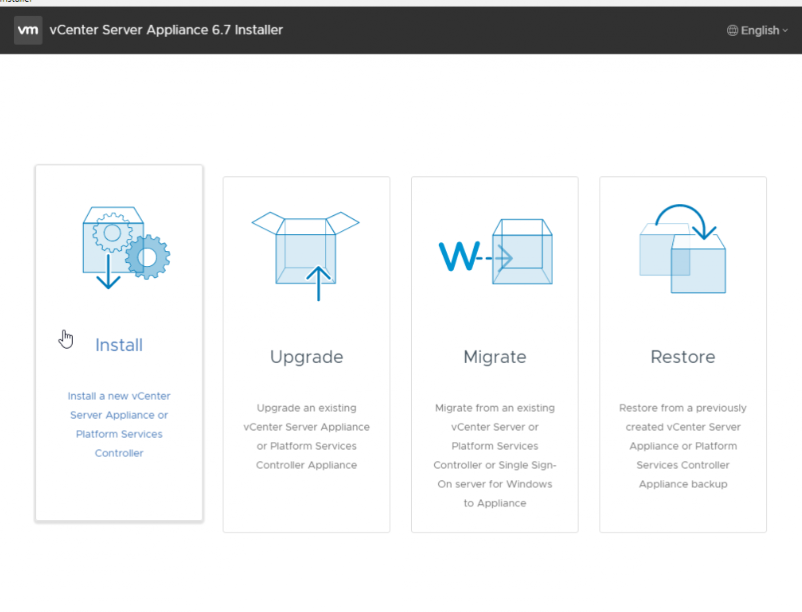 vm vCenter Server Appliance 6.7 Installer
English
Install
Install a new vCenter
Server Appliance or
Platform Services
Controller
Upgrade
Upgrade an existing
vCenter Server Appliance
or Platform Services
Controller Appliance
W
Migrate
Migrate from an existing
vCenter Server or
Platform Services
Controller or Single Sign-
On server for Windows
to Appliance
Restore
Restore from a previously
created vCenter Server
Appliance or Platform
Services Controller
Appliance backup